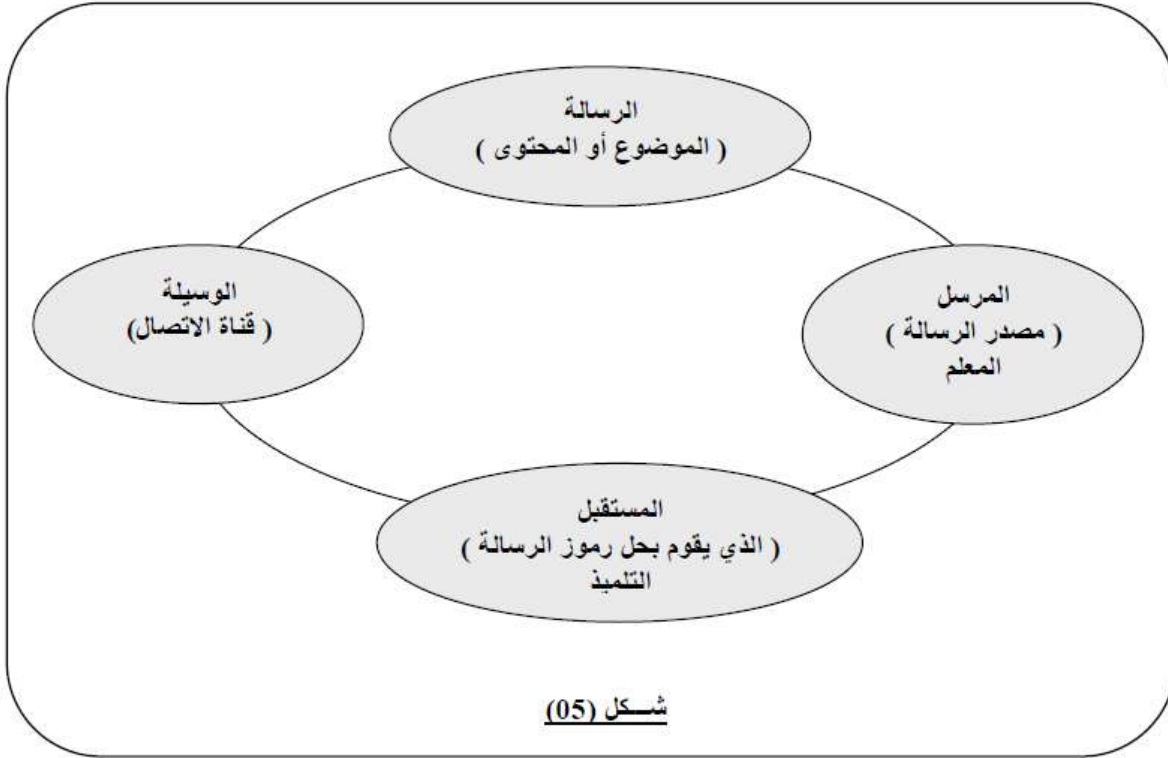 الرسالة
( الموضوع أو المحتوى )
المرسل
( مصدر الرسالة )
المعلم
الوسيلة
( قناة الاتصال)
المستقبل
( الذي يقوم بحل رموز الرسالة )
التلميذ
شـــكل (05)